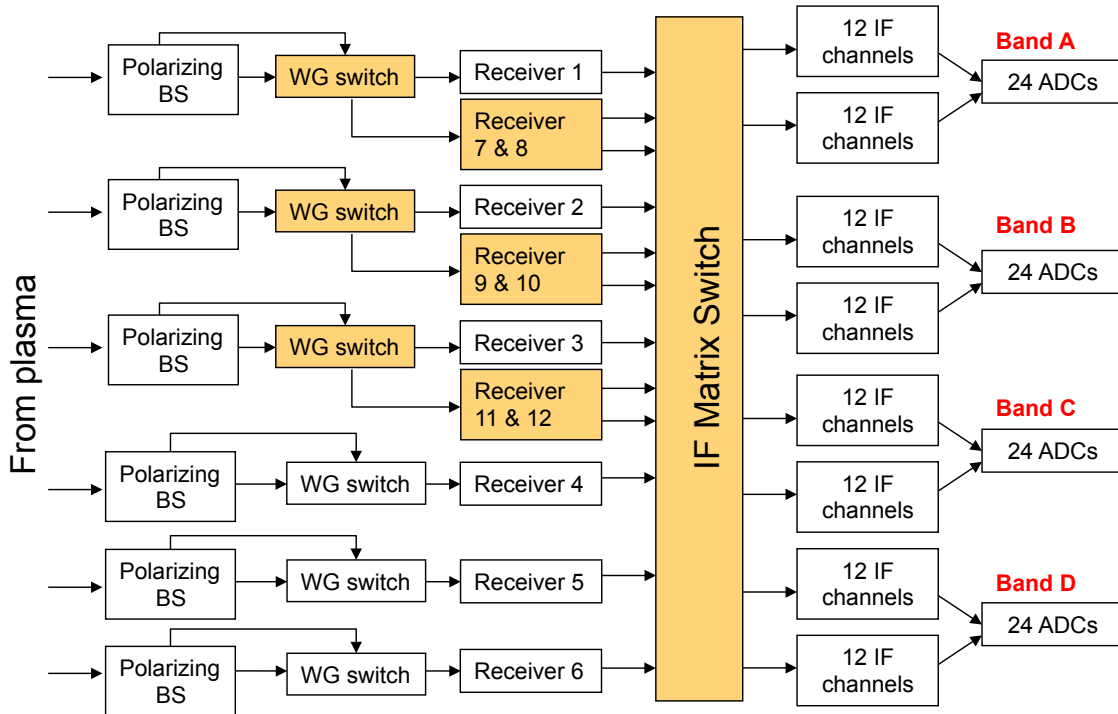 From plasma
Polarizing
BS
WG switch
Receiver 1
Receiver
7 & 8
Polarizing
BS
WG switch
Receiver 2
Receiver
9 & 10
Polarizing
BS
WG switch
Receiver 3
Receiver
11 & 12
Polarizing
BS
WG switch
Receiver 4
Polarizing
BS
WG switch
Receiver 5
Polarizing
BS
WG switch
Receiver 6
IF Matrix Switch
12 IF
channels
12 IF
channels
Band A
24 ADCs
12 IF
channels
12 IF
channels
Band B
24 ADCs
12 IF
channels
12 IF
channels
Band C
24 ADCs
12 IF
channels
12 IF
channels
Band D
24 ADCs